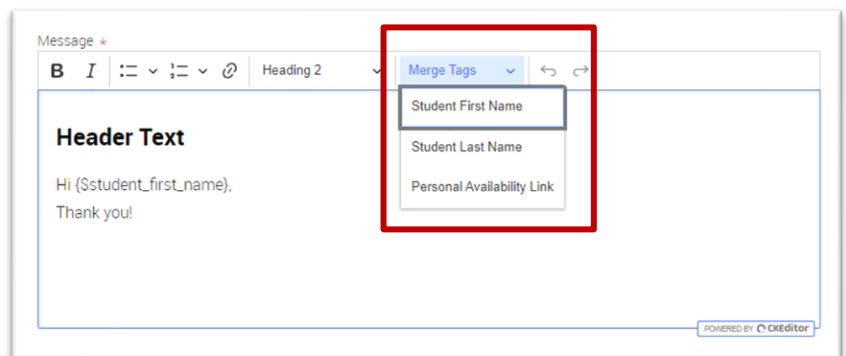 Message *
B I Heading 2 Merge Tags
Student First Name
Student Last Name
Personal Availability Link
Header Text
Hi {$student_first_name},
Thank you!
POWERED BY CKEditor